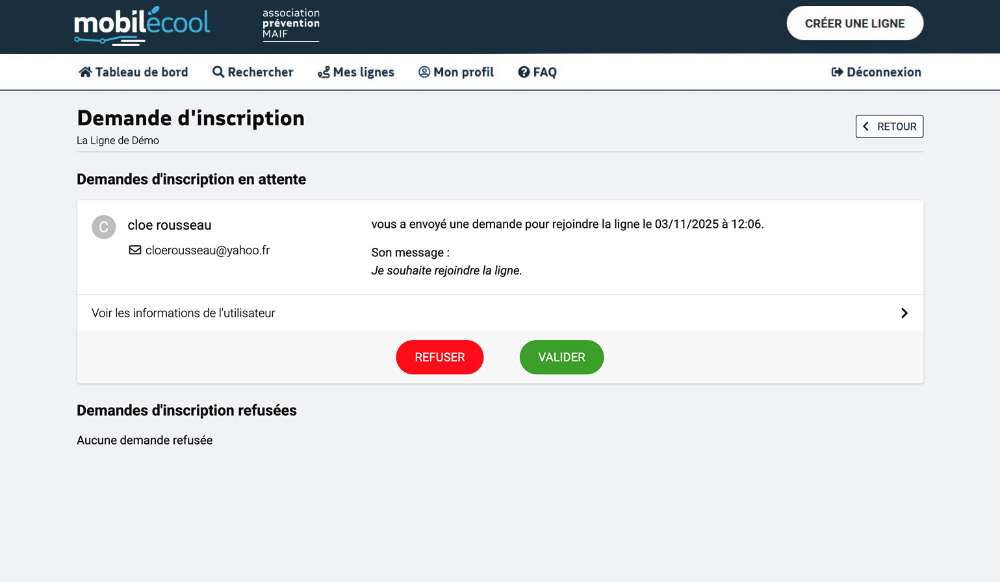 mobilécool
association
prévention
MAIF
CRÉER UNE LIGNE
Tableau de bord
Rechercher
Mes lignes
Mon profil
FAQ
Déconnexion
Demande d'inscription
La Ligne de Démo
RETOUR
Demandes d'inscription en attente
C
cloe rousseau
cloerousseau@yahoo.fr
vous a envoyé une demande pour rejoindre la ligne le 03/11/2025 à 12:06.
Son message :
Je souhaite rejoindre la ligne.
Voir les informations de l'utilisateur
REFUSER
VALIDER
Demandes d'inscription refusées
Aucune demande refusée